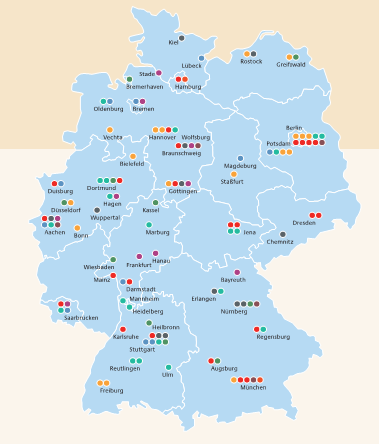 Kiel
Lübeck
Rostock
Greifswald
Stade
Bremerhaven
Hamburg
Oldenburg
Bremen
Vechta
Hannover
Wolfsburg
Braunschweig
Berlin
Potsdam
Bielefeld
Magdeburg
Staßfurt
Duisburg
Dortmund
Göttingen
Hagen
Düsseldorf
Wuppertal
Kassel
Aachen
Bonn
Marburg
Jena
Dresden
Chemnitz
Wiesbaden
Frankfurt
Hanau
Mainz
Darmstadt
Bayreuth
Mannheim
Erlangen
Saarbrücken
Heidelberg
Nürnberg
Heilbronn
Karlsruhe
Regensburg
Stuttgart
Reutlingen
Ulm
Augsburg
Freiburg
München